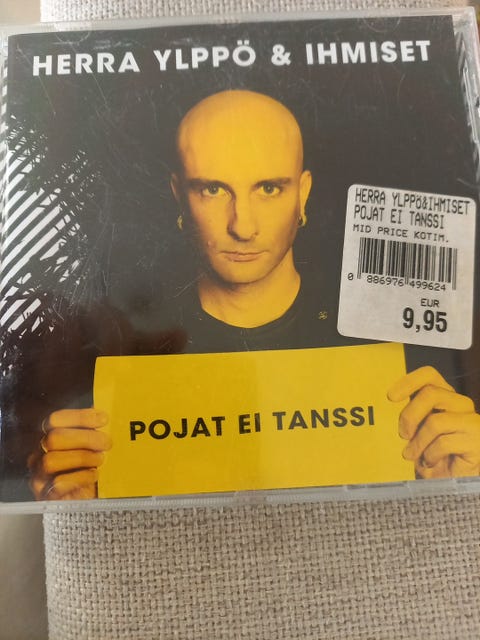 HERRA YLPPÖ & IHMISET
HERRA YLPPÖ&IHMISET
POJAT EI TANSSI
MID PRICE KOTIM.
0 886976 499624
EUR
9,95
POJAT EI TANSSI